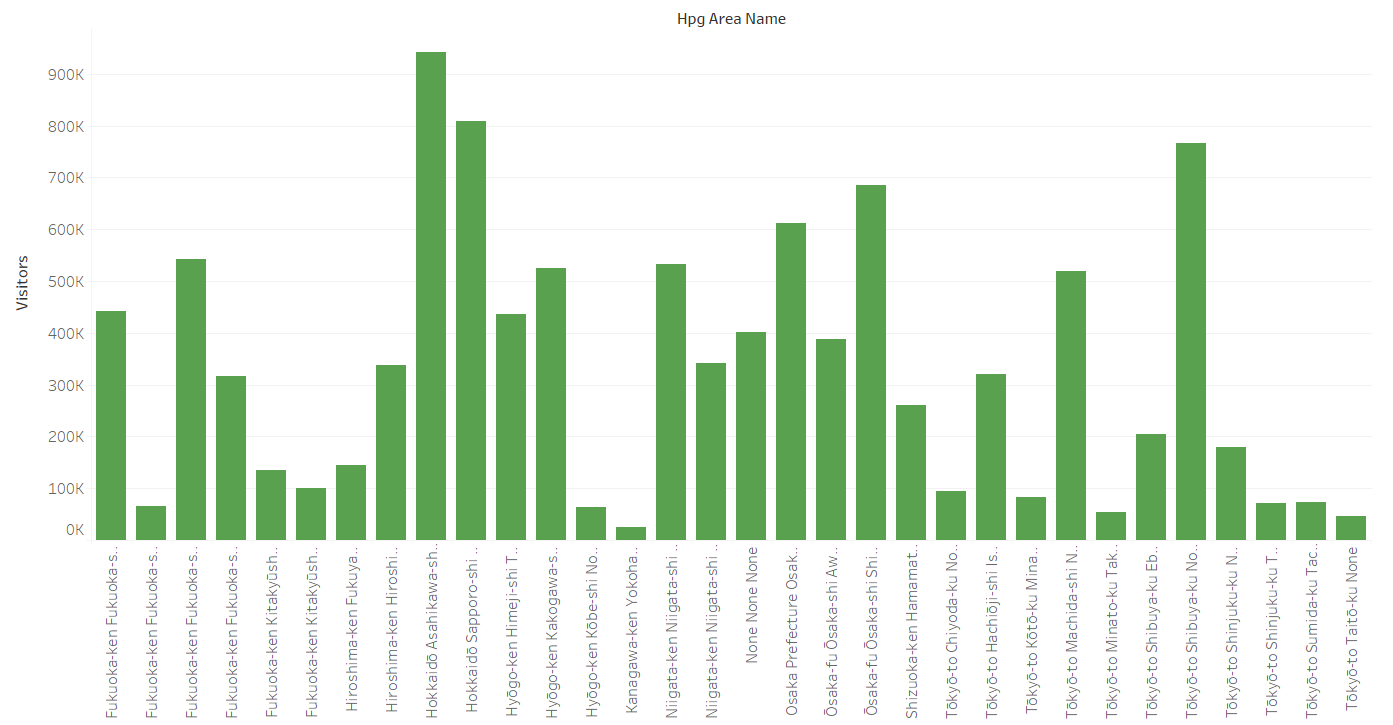 Hpg Area Name
Visitors
900K
800K
700K
600K
500K
400K
300K
200K
100K
0K
Fukuoka-ken Fukuoka-s..
Fukuoka-ken Fukuoka-s..
Fukuoka-ken Fukuoka-s..
Fukuoka-ken Fukuoka-s..
Fukuoka-ken Kitakyūsh..
Fukuoka-ken Kitakyūsh..
Hiroshima-ken Fukuya..
Hiroshima-ken Hiroshi..
Hokkaidō Asahikawa-sh..
Hokkaidō Sapporo-shi ..
Hyōgo-ken Himeji-shi T..
Hyōgo-ken Kakogawa-s..
Hyōgo-ken Kōbe-shi No..
Kanagawa-ken Yokoha..
Niigata-ken Niigata-shi ..
Niigata-ken Niigata-shi ..
None None None
Osaka Prefecture Osak..
Ōsaka-fu Ōsaka-shi Aw..
Ōsaka-fu Ōsaka-shi Shi..
Shizuoka-ken Hamamat..
Tōkyō-to Chiyoda-ku No..
Tōkyō-to Hachiōji-shi Is..
Tōkyō-to Kōtō-ku Mina..
Tōkyō-to Machida-shi N..
Tōkyō-to Minato-ku Tak..
Tōkyō-to Shibuya-ku Eb..
Tōkyō-to Shibuya-ku No..
Tōkyō-to Shinjuku-ku N..
Tōkyō-to Shinjuku-ku T..
Tōkyō-to Sumida-ku Tac..
Tōkyō-to Taitō-ku None